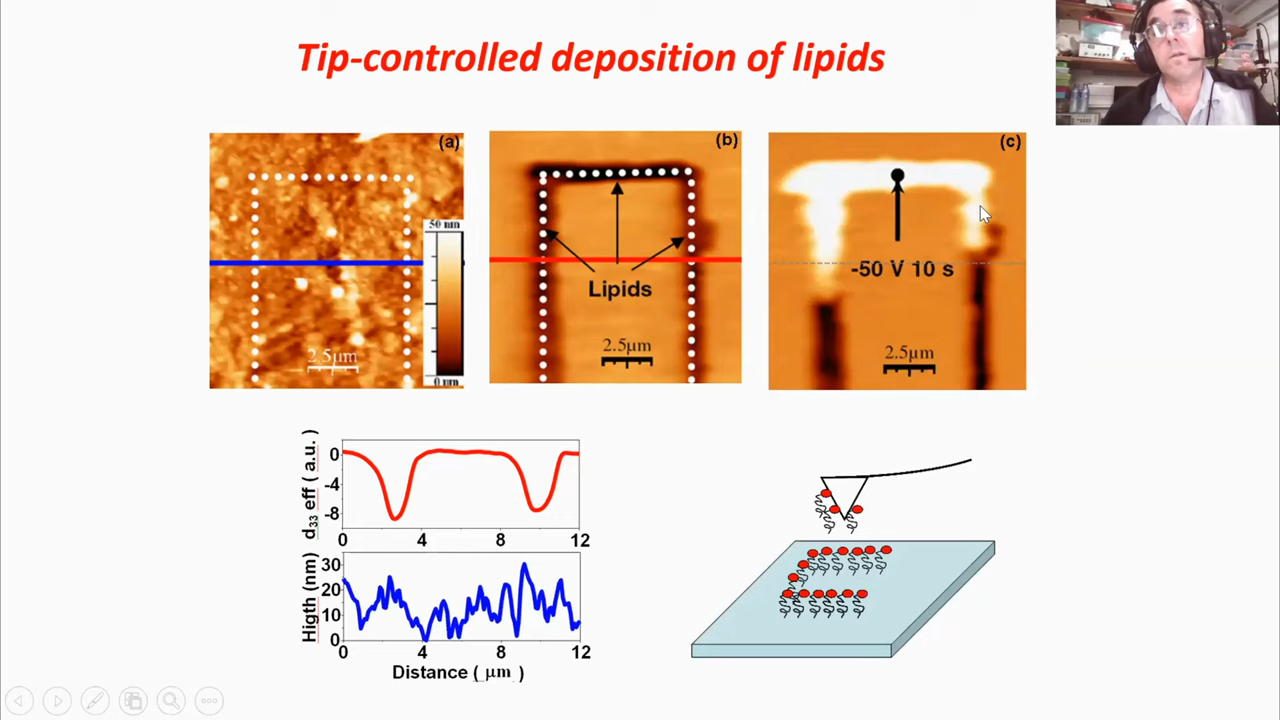 Tip-controlled deposition of lipids
(a)
50 nm
0 nm
2.5µm
(b)
Lipids
2.5µm
(c)
-50 V 10 s
2.5µm
d33 eff ( a.u. )
0
-4
-8
0 4 8 12
Higth (nm)
30
20
10
0
0 4 8 12
Distance ( µm )